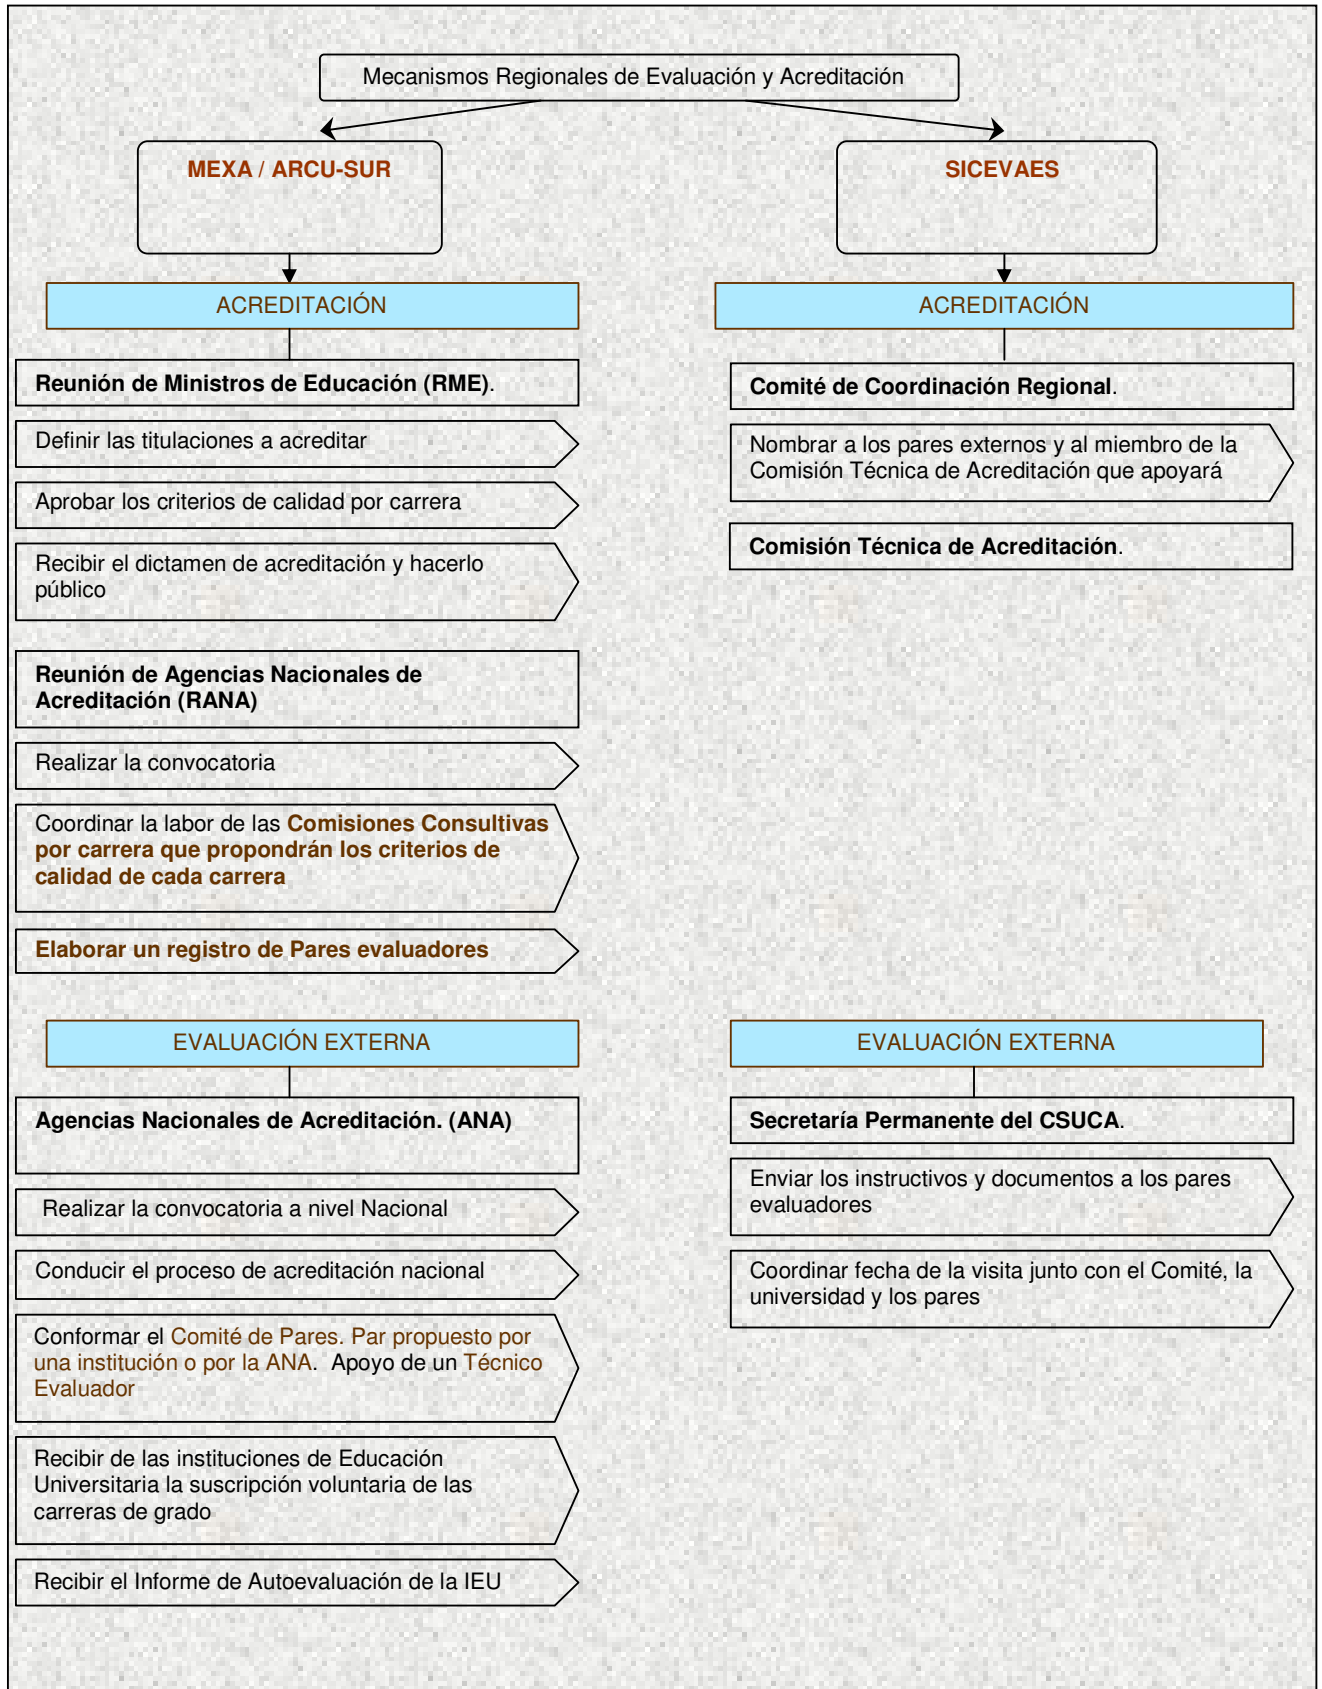 Mecanismos Regionales de Evaluación y Acreditación
MEXA / ARCU-SUR
ACREDITACIÓN
Reunión de Ministros de Educación (RME).
Definir las titulaciones a acreditar
Aprobar los criterios de calidad por carrera
Recibir el dictamen de acreditación y hacerlo
público
Reunión de Agencias Nacionales de
Acreditación (RANA)
Realizar la convocatoria
Coordinar la labor de las Comisiones Consultivas
por carrera que propondrán los criterios de
calidad de cada carrera
Elaborar un registro de Pares evaluadores
EVALUACIÓN EXTERNA
Agencias Nacionales de Acreditación. (ANA)
Realizar la convocatoria a nivel Nacional
Conducir el proceso de acreditación nacional
Conformar el Comité de Pares. Par propuesto por
una institución o por la ANA. Apoyo de un Técnico
Evaluador
Recibir de las instituciones de Educación
Universitaria la suscripción voluntaria de las
carreras de grado
Recibir el Informe de Autoevaluación de la IEU
SICEVAES
ACREDITACIÓN
Comité de Coordinación Regional.
Nombrar a los pares externos y al miembro de la
Comisión Técnica de Acreditación que apoyará
Comisión Técnica de Acreditación.
EVALUACIÓN EXTERNA
Secretaría Permanente del CSUCA.
Enviar los instructivos y documentos a los pares
evaluadores
Coordinar fecha de la visita junto con el Comité, la
universidad y los pares